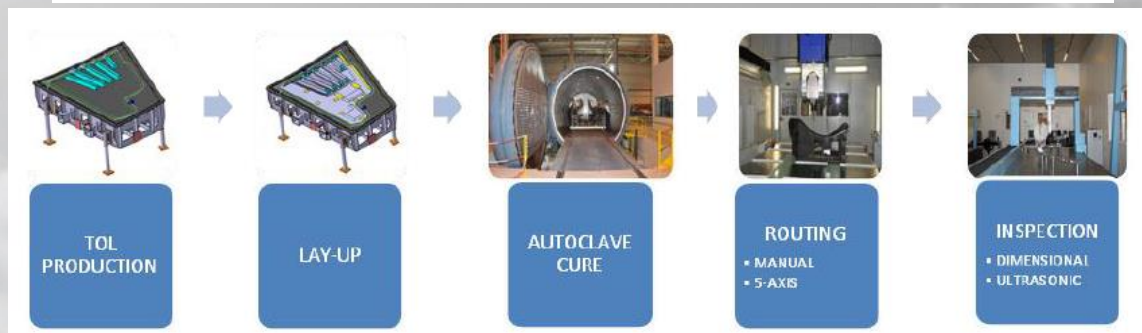 TOL
PRODUCTION
LAY-UP
AUTOCLAVE
CURE
ROUTING
▪ MANUAL
▪ 5-AXIS
INSPECTION
▪ DIMENSIONAL
▪ ULTRASONIC